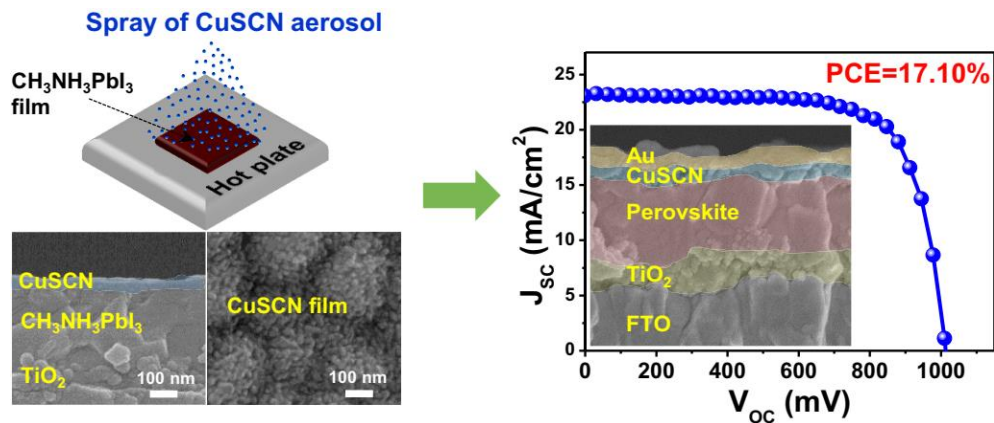 Spray of CuSCN aerosol
CH₃NH₃PbI₃
film
Hot plate
CuSCN
CH₃NH₃PbI₃
TiO₂
100 nm
CuSCN film
100 nm
PCE=17.10%
J_SC (mA/cm²)
25
20
15
10
5
0
Au
CuSCN
Perovskite
TiO₂
FTO
0 200 400 600 800 1000
V_OC (mV)